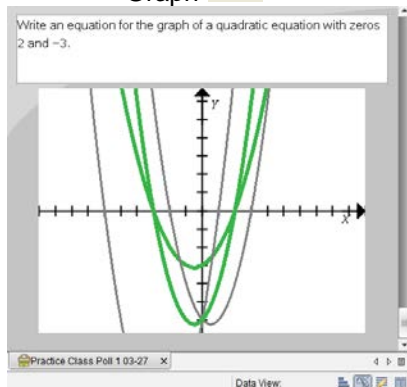 Graph
Write an equation for the graph of a quadratic equation with zeros
2 and −3.
Y
X
Practice Class Poll 1 03-27 x
Data View: